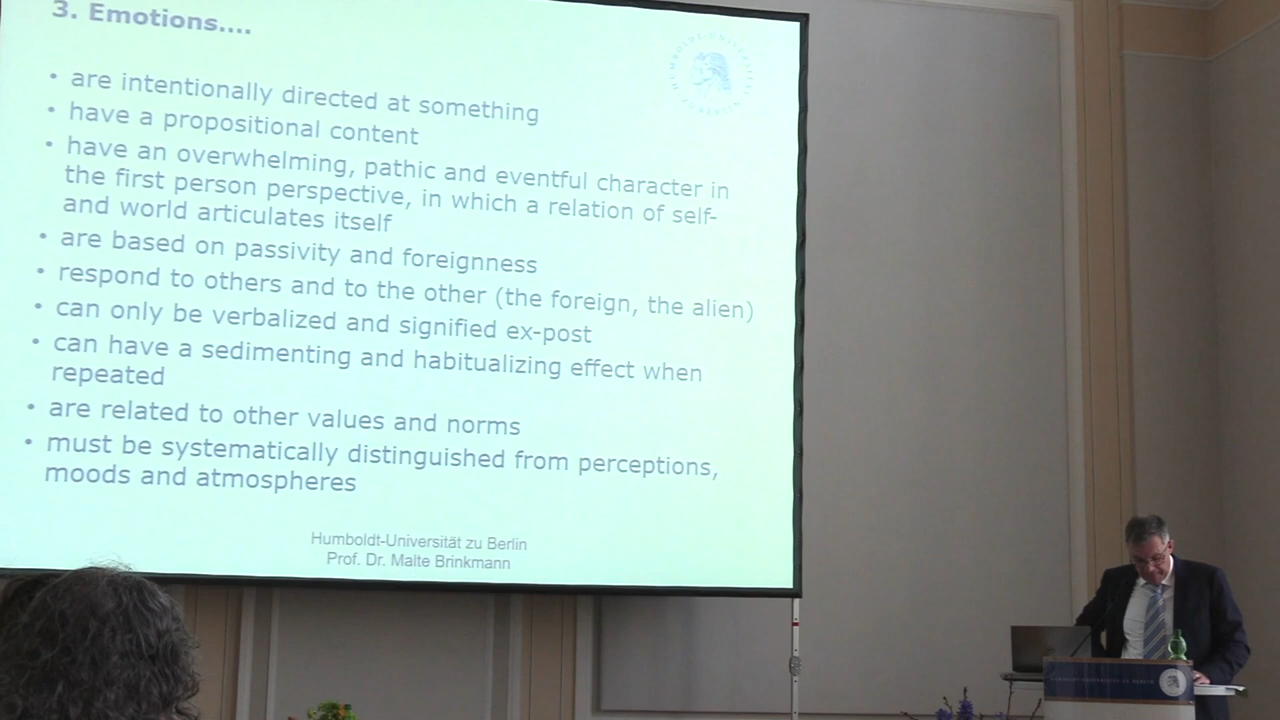 3. Emotions....
• are intentionally directed at something
• have a propositional content
• have an overwhelming, pathic and eventful character in
the first person perspective, in which a relation of self-
and world articulates itself
• are based on passivity and foreignness
• respond to others and to the other (the foreign, the alien)
• can only be verbalized and signified ex-post
• can have a sedimenting and habitualizing effect when
repeated
• are related to other values and norms
• must be systematically distinguished from perceptions,
moods and atmospheres
Humboldt-Universität zu Berlin
Prof. Dr. Malte Brinkmann
HUMBOLDT-UNIVERSITÄT ZU BERLIN